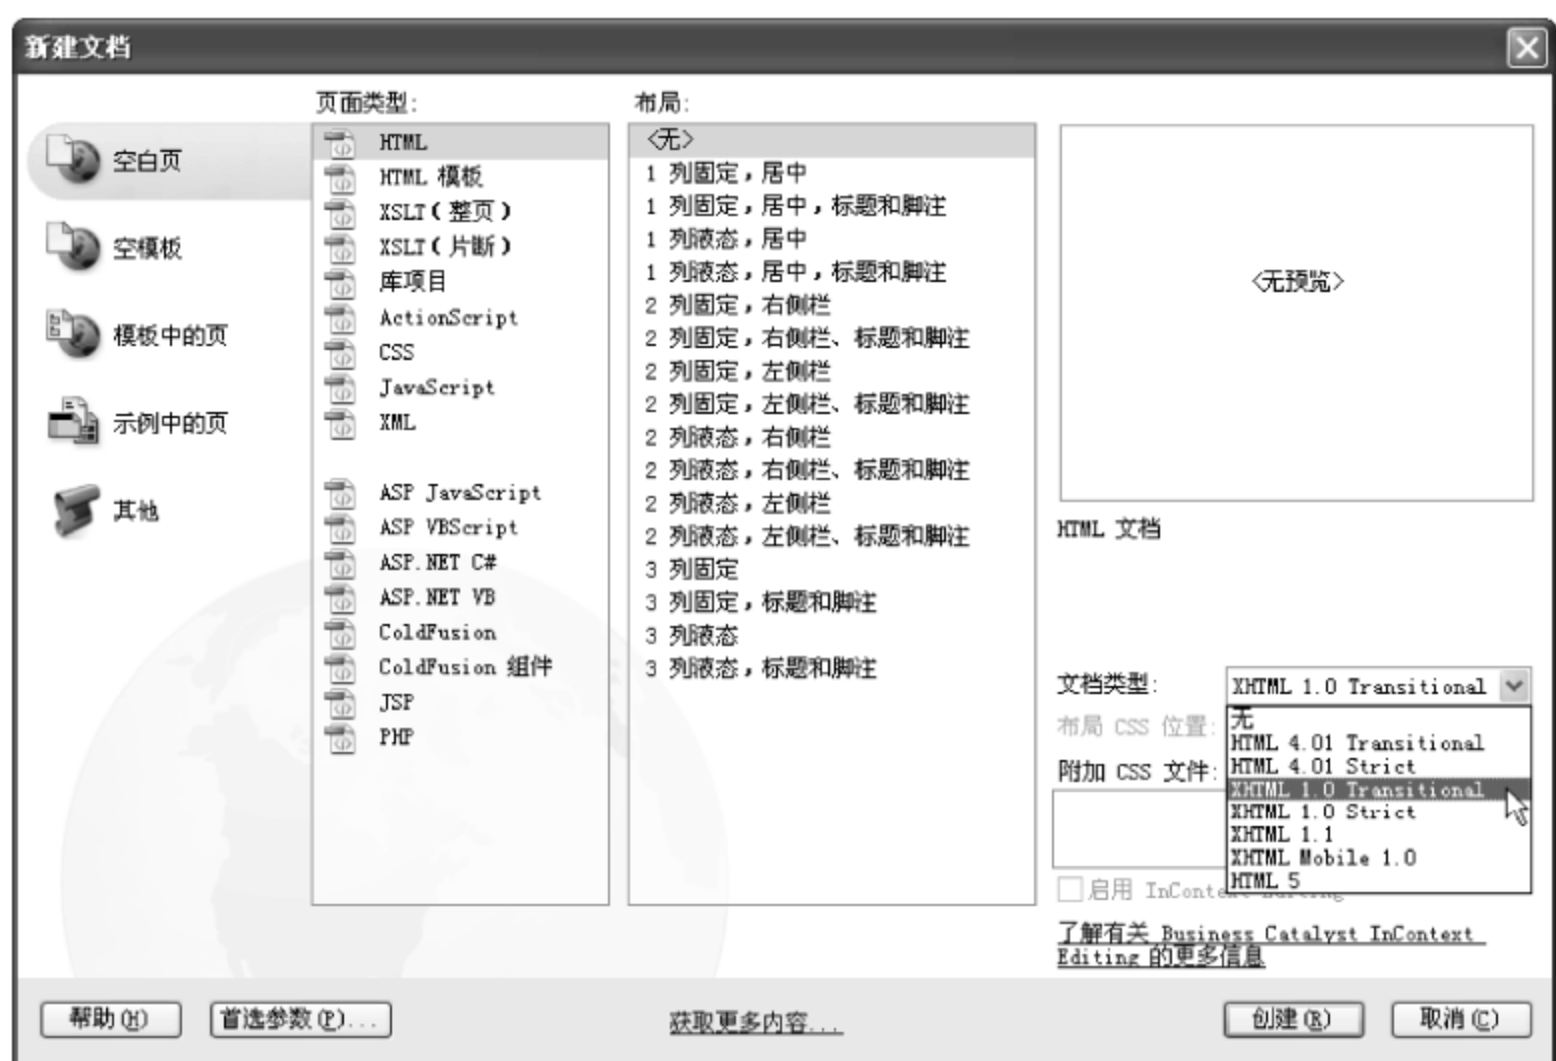 新建文档
空白页
空模板
模板中的页
示例中的页
其他
页面类型:
HTML
HTML 模板
XSLT(整页)
XSLT(片断)
库项目
ActionScript
CSS
JavaScript
XML
ASP JavaScript
ASP VBScript
ASP.NET C#
ASP.NET VB
ColdFusion
ColdFusion 组件
JSP
PHP
布局:
<无>
1 列固定,居中
1 列固定,居中,标题和脚注
1 列液态,居中
1 列液态,居中,标题和脚注
2 列固定,右侧栏
2 列固定,右侧栏、标题和脚注
2 列固定,左侧栏
2 列固定,左侧栏、标题和脚注
2 列液态,右侧栏
2 列液态,右侧栏、标题和脚注
2 列液态,左侧栏
2 列液态,左侧栏、标题和脚注
3 列固定
3 列固定,标题和脚注
3 列液态
3 列液态,标题和脚注
<无预览>
HTML 文档
文档类型: XHTML 1.0 Transitional
布局 CSS 位置:
附加 CSS 文件:
无
HTML 4.01 Transitional
HTML 4.01 Strict
XHTML 1.0 Transitional
XHTML 1.0 Strict
XHTML 1.1
XHTML Mobile 1.0
HTML 5
启用
了解有关 Business Catalyst InContext
Editing 的更多信息
帮助(H)
首选参数(P)...
获取更多内容...
创建(R)
取消(C)